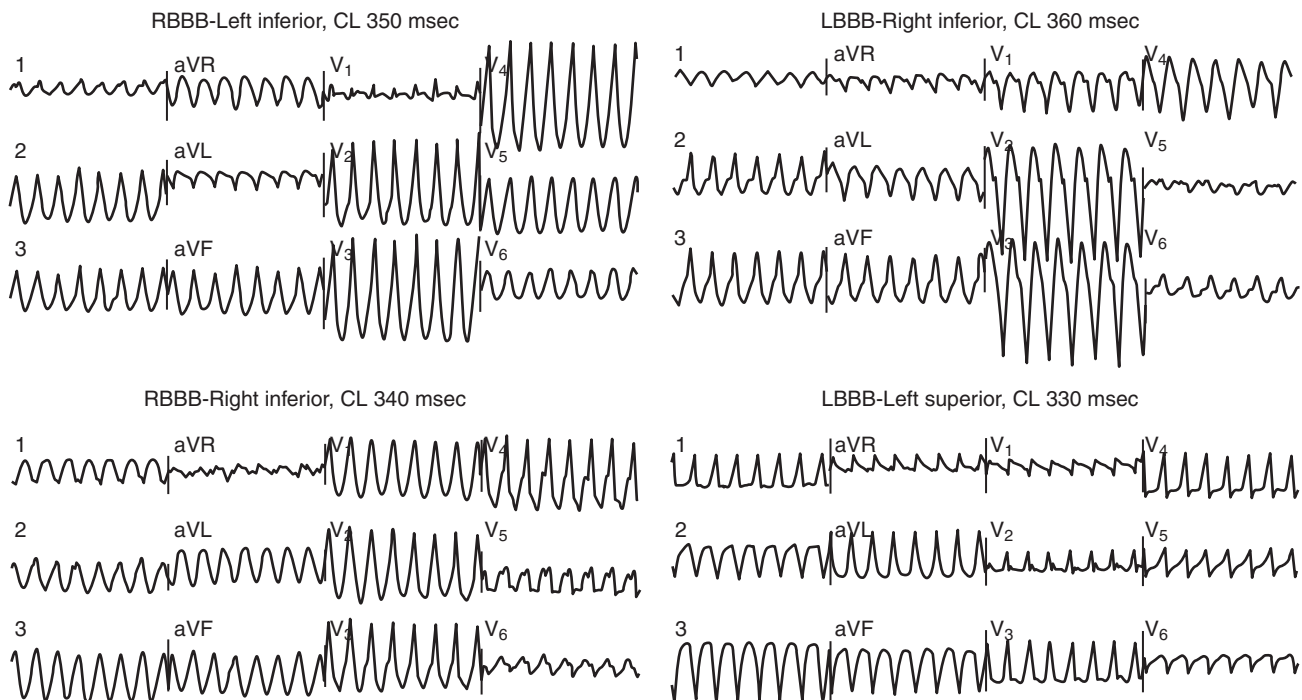 RBBB-Left inferior, CL 350 msec
1 aVR V1 V4
2 aVL V2 V5
3 aVF V3 V6
LBBB-Right inferior, CL 360 msec
1 aVR V1 V4
2 aVL V2 V5
3 aVF V3 V6
RBBB-Right inferior, CL 340 msec
1 aVR V1 V4
2 aVL V2 V5
3 aVF V3 V6
LBBB-Left superior, CL 330 msec
1 aVR V1 V4
2 aVL V2 V5
3 aVF V3 V6